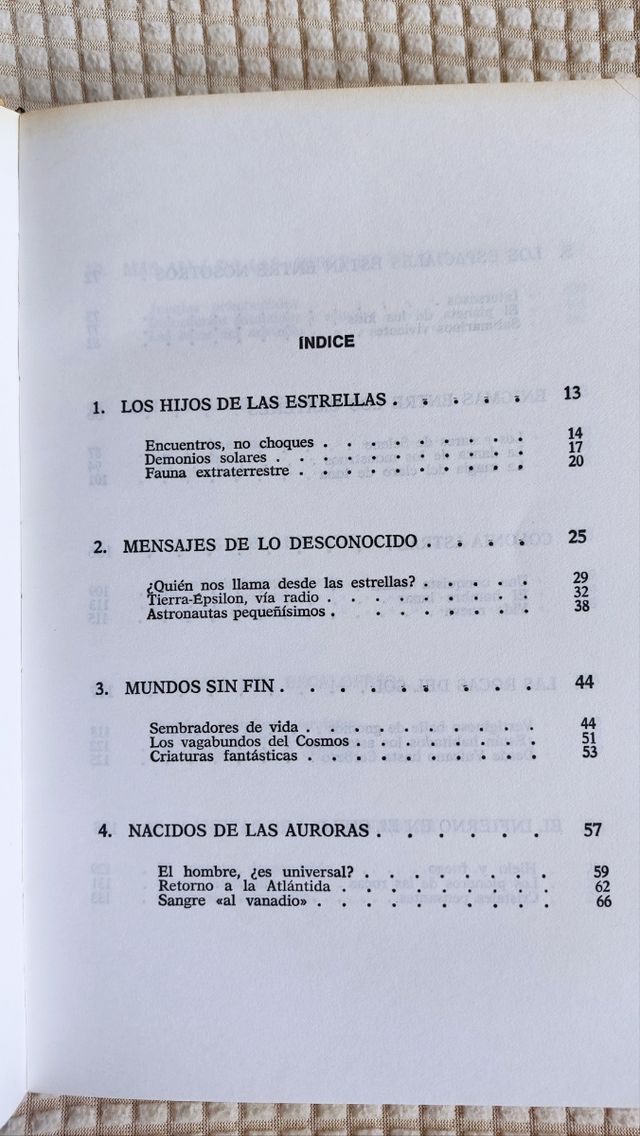 ÍNDICE
1. LOS HIJOS DE LAS ESTRELLAS . . . . . . 13
Encuentros, no choques . . . . . . . . . . 14
Demonios solares . . . . . . . . . . . . 17
Fauna extraterrestre . . . . . . . . . . . 20
2. MENSAJES DE LO DESCONOCIDO . . . . . 25
¿Quién nos llama desde las estrellas? . . . . . 29
Tierra-Épsilon, vía radio . . . . . . . . . . 32
Astronautas pequeñísimos . . . . . . . . . 38
3. MUNDOS SIN FIN . . . . . . . . . . 44
Sembradores de vida . . . . . . . . . . . 44
Los vagabundos del Cosmos . . . . . . . . 51
Criaturas fantásticas . . . . . . . . . . . 53
4. NACIDOS DE LAS AURORAS . . . . . . . 57
El hombre, ¿es universal? . . . . . . . . . 59
Retorno a la Atlántida . . . . . . . . . . 62
Sangre «al vanadio» . . . . . . . . . . . 66